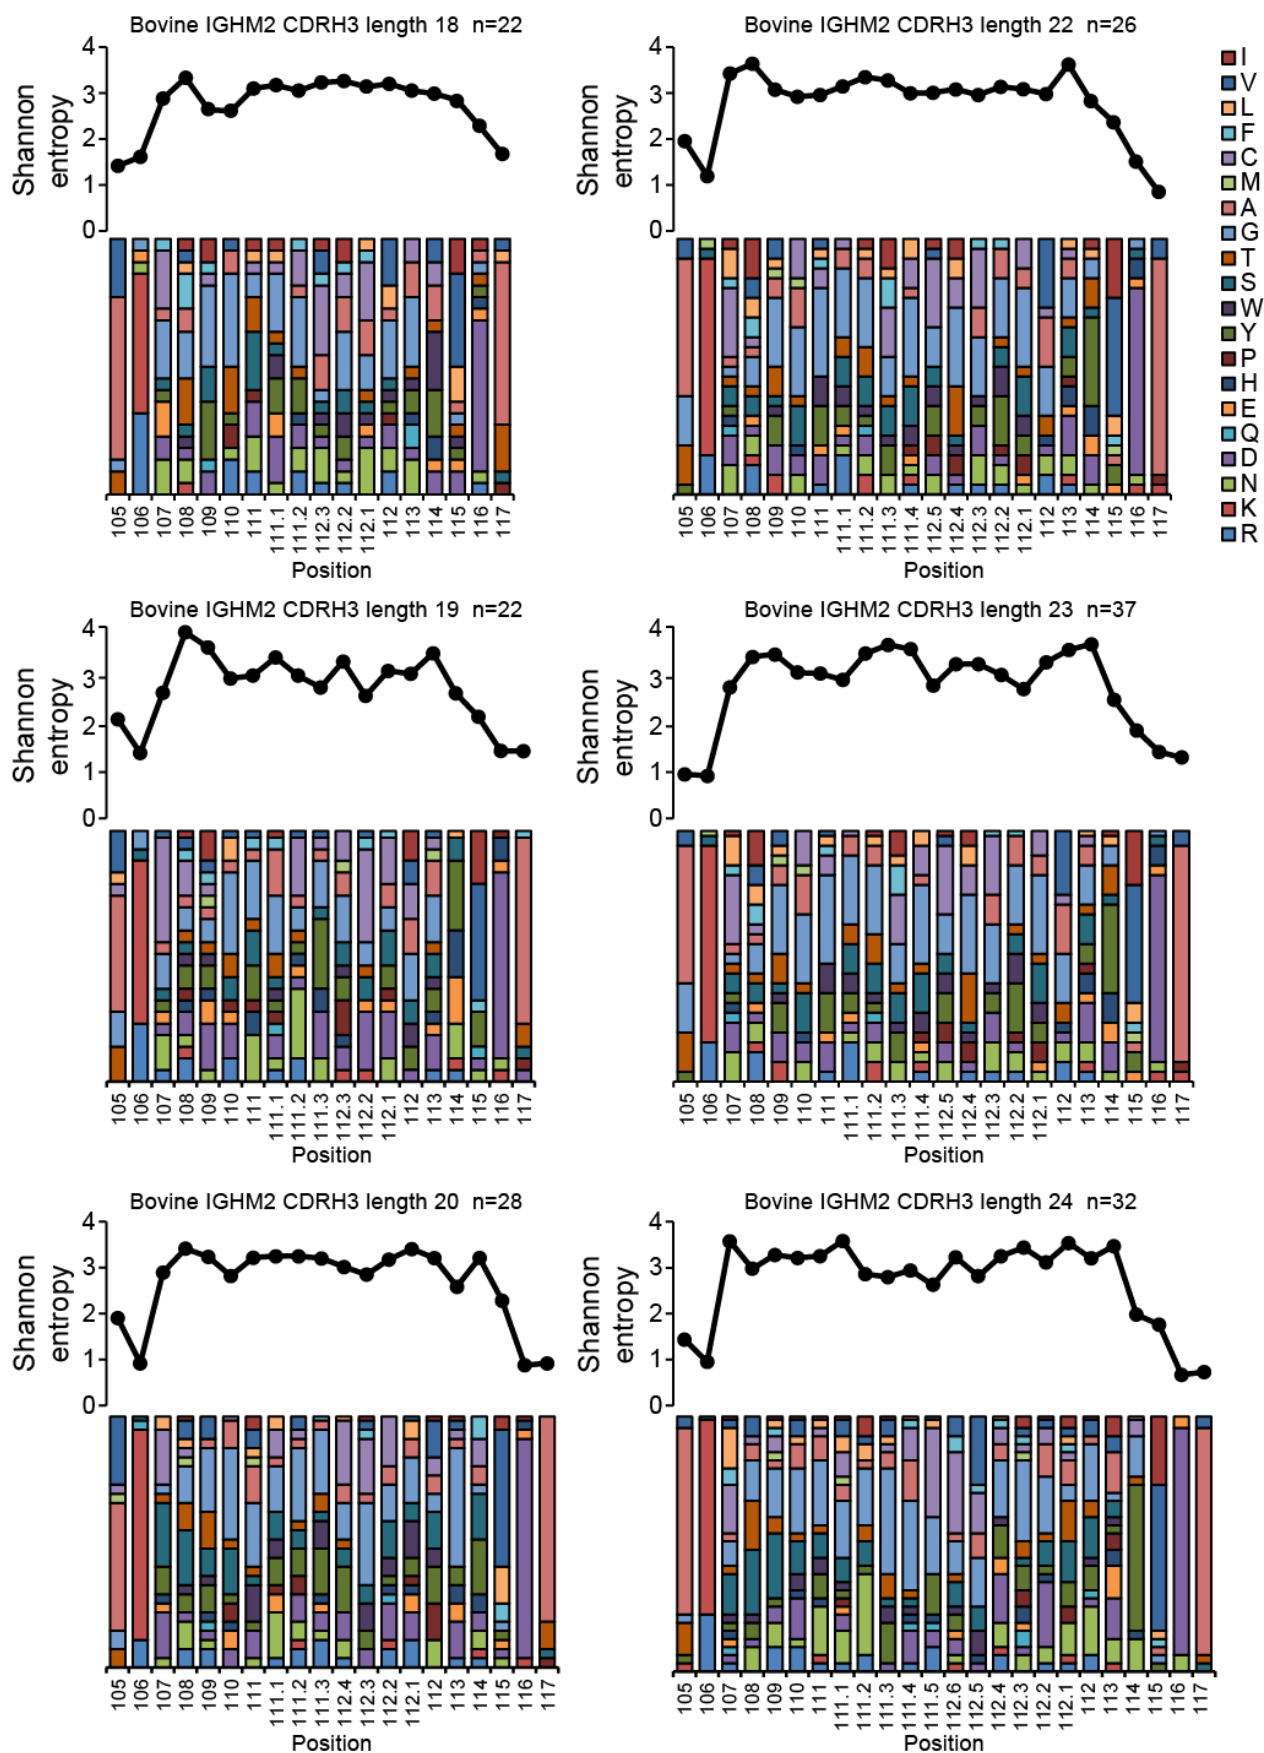 Bovine IGHM2 CDRH3 length 18 n=22
Shannon
entropy
4
3
2
1
0
105 106 107 108 109 110 111 111.1 111.2 112.3 112.2 112.1 112 113 114 115 116 117
Position
Bovine IGHM2 CDRH3 length 22 n=26
Shannon
entropy
4
3
2
1
0
105 106 107 108 109 110 111 111.1 111.2 111.3 111.4 112.5 112.4 112.3 112.2 112.1 112 113 114 115 116 117
Position
I
V
L
F
C
M
A
G
T
S
W
Y
P
H
E
Q
D
N
K
R
Bovine IGHM2 CDRH3 length 19 n=22
Shannon
entropy
4
3
2
1
0
105 106 107 108 109 110 111 111.1 111.2 111.3 112.3 112.2 112.1 112 113 114 115 116 117
Position
Bovine IGHM2 CDRH3 length 23 n=37
Shannon
entropy
4
3
2
1
0
105 106 107 108 109 110 111 111.1 111.2 111.3 111.4 112.5 112.4 112.3 112.2 112.1 112 113 114 115 116 117
Position
Bovine IGHM2 CDRH3 length 20 n=28
Shannon
entropy
4
3
2
1
0
105 106 107 108 109 110 111 111.1 111.2 111.3 112.4 112.3 112.2 112.1 112 113 114 115 116 117
Position
Bovine IGHM2 CDRH3 length 24 n=32
Shannon
entropy
4
3
2
1
0
105 106 107 108 109 110 111 111.1 111.2 111.3 111.4 111.5 112.6 112.5 112.4 112.3 112.2 112.1 112 113 114 115 116 117
Position